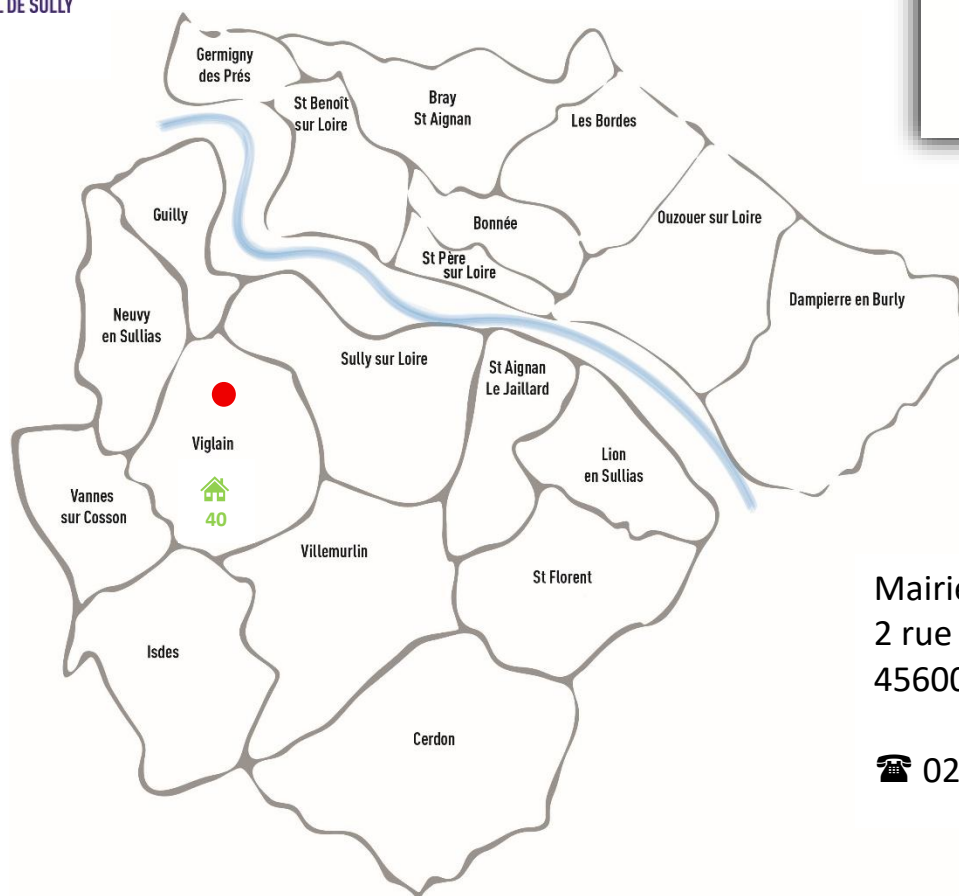 DE SULLY
Germigny
des Prés
St Benoît
sur Loire
Bray
St Aignan
Les Bordes
Guilly
Bonnée
Ouzouer sur Loire
St Père
sur Loire
Dampierre en Burly
Neuvy
en Sullias
Sully sur Loire
St Aignan
Le Jaillard
Viglain
Lion
en Sullias
Vannes
sur Cosson
40
Villemurlin
St Florent
Isdes
Cerdon
Mairie
2 rue
45600
☎ 02